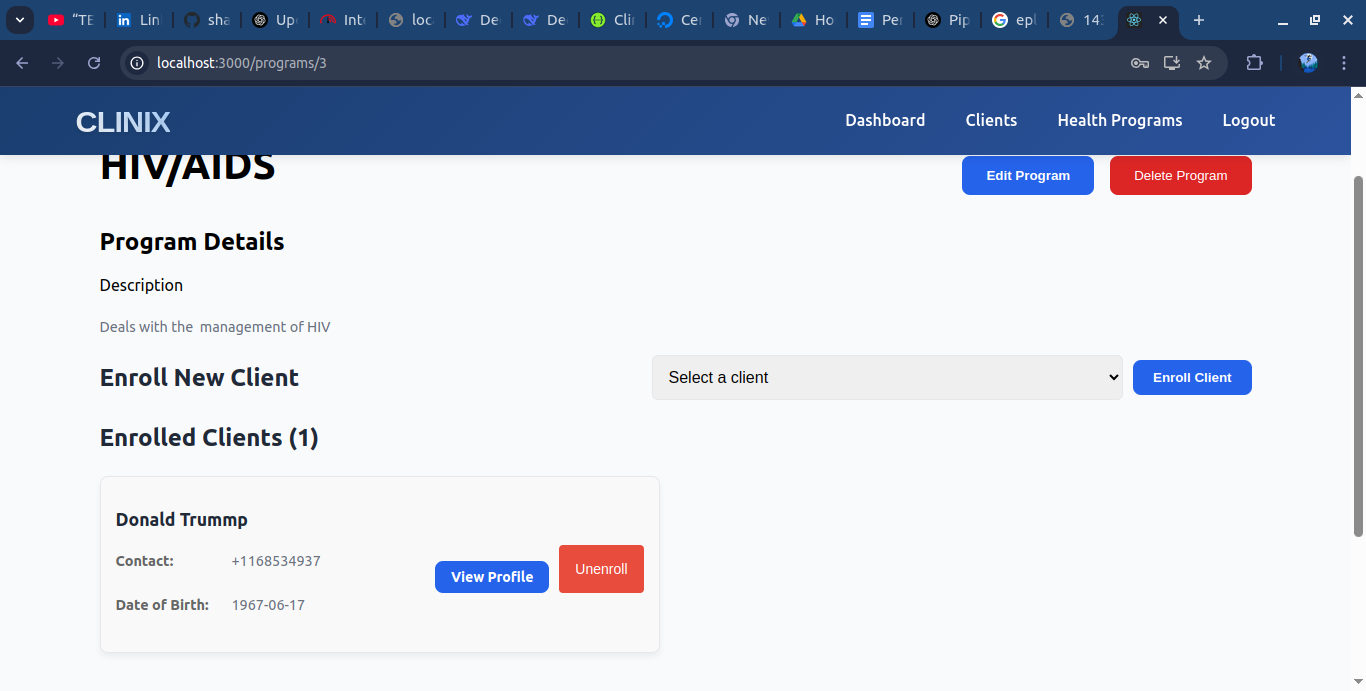 “TE
Lin
sha
Up
Inte
loc
De
De
Cli
Cer
Ne
Ho
Per
Pip
epl
14
localhost:3000/programs/3
CLINIX
Dashboard Clients Health Programs Logout
HIV/AIDS
Edit Program Delete Program
Program Details
Description
Deals with the management of HIV
Enroll New Client
Select a client Enroll Client
Enrolled Clients (1)
Donald Trummp
Contact: +1168534937
View Profile Unenroll
Date of Birth: 1967-06-17